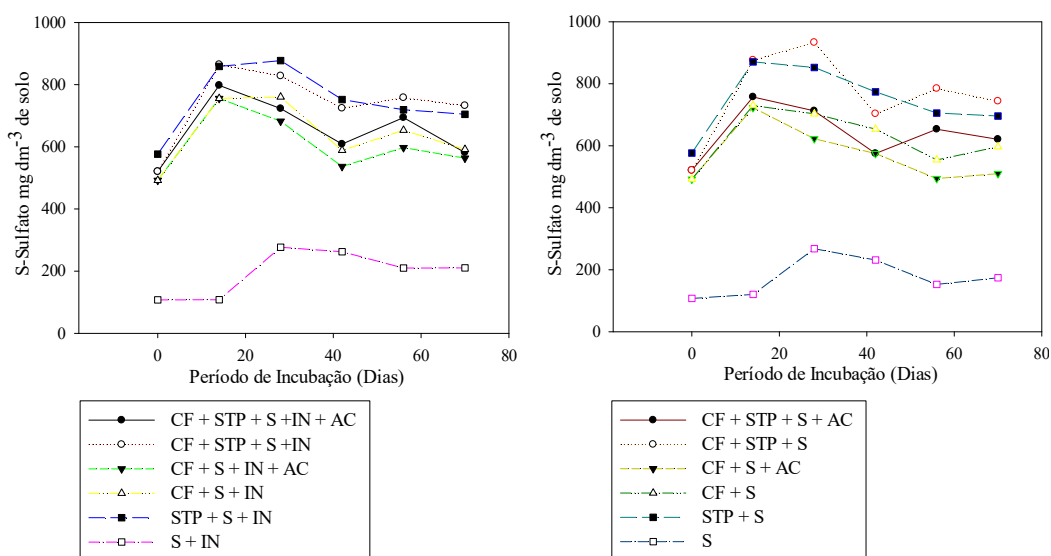 1000
800
600
400
200
0
S-Sulfato mg dm⁻³ de solo
0 20 40 60 80
Período de Incubação (Dias)
CF + STP + S +IN + AC
CF + STP + S +IN
CF + S + IN + AC
CF + S + IN
STP + S + IN
S + IN
1000
800
600
400
200
0
S-Sulfato mg dm⁻³ de solo
0 20 40 60 80
Período de Incubação (Dias)
CF + STP + S + AC
CF + STP + S
CF + S + AC
CF + S
STP + S
S